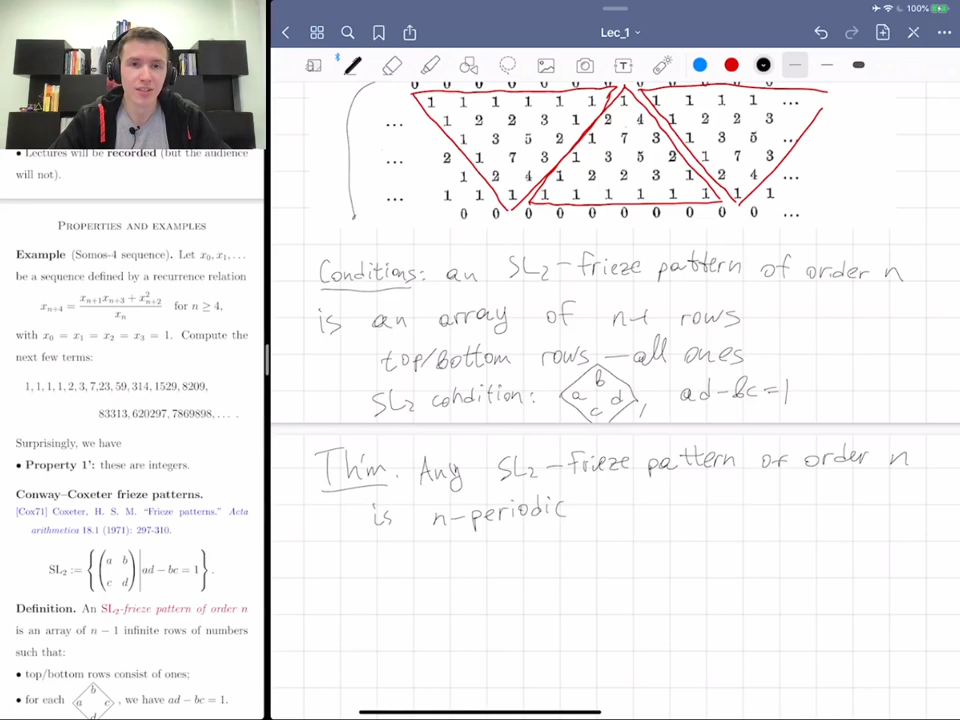 100%
Lec_1
• Lectures will be recorded (but the audience
will not).
PROPERTIES AND EXAMPLES
Example (Somos-4 sequence). Let x₀, x₁, . . .
be a sequence defined by a recurrence relation
xₙ₊₄ = (xₙ₊₁xₙ₊₃ + x²ₙ₊₂) / xₙ for n ≥ 4,
with x₀ = x₁ = x₂ = x₃ = 1. Compute the
next few terms:
1, 1, 1, 1, 2, 3, 7, 23, 59, 314, 1529, 8209,
83313, 620297, 7869898, . . . .
Surprisingly, we have
• Property 1': these are integers.
Conway–Coxeter frieze patterns.
[Cox71] Coxeter, H. S. M. "Frieze patterns." Acta
arithmetica 18.1 (1971): 297-310.
SL₂ := { ( a b
c d ) | ad − bc = 1 } .
Definition. An SL₂-frieze pattern of order n
is an array of n − 1 infinite rows of numbers
such that:
• top/bottom rows consist of ones;
• for each a b c d , we have ad − bc = 1.
0 0 0 0 0 0 0 0 0 0 0 0
1 1 1 1 1 1 1 1 1 1 1 ...
... 1 2 2 3 1 2 4 1 2 2 3
1 3 5 2 1 7 3 1 3 5 ...
... 2 1 7 3 1 3 5 2 1 7 3
1 2 4 1 2 2 3 1 2 4 ...
... 1 1 1 1 1 1 1 1 1 1 1
0 0 0 0 0 0 0 0 0 0 ...
Conditions: an SL₂-frieze pattern of order n
is an array of n-1 rows
top/bottom rows — all ones
SL₂ condition: a b c d , ad-bc=1
Th'm. Any SL₂-frieze pattern of order n
is n-periodic